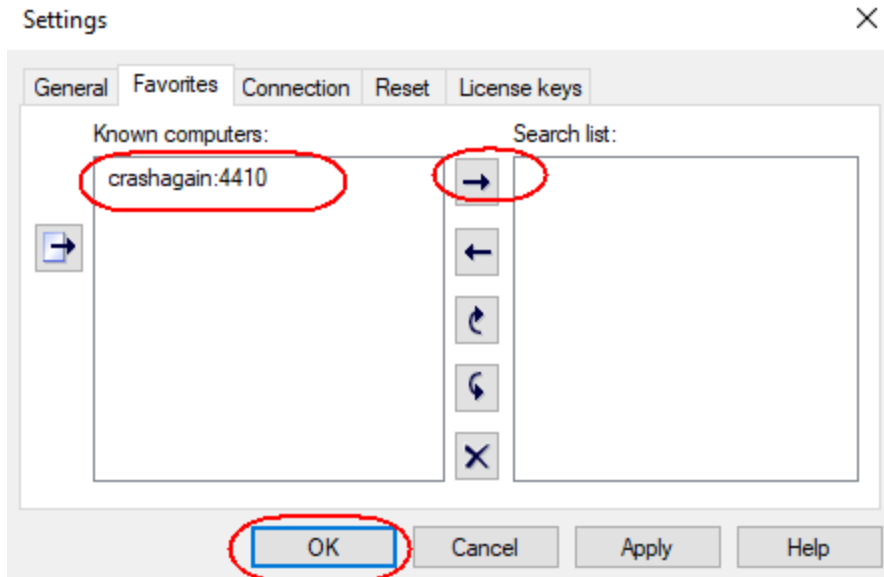 Settings
General Favorites Connection Reset License keys
Known computers: Search list:
crashagain:4410
OK Cancel Apply Help